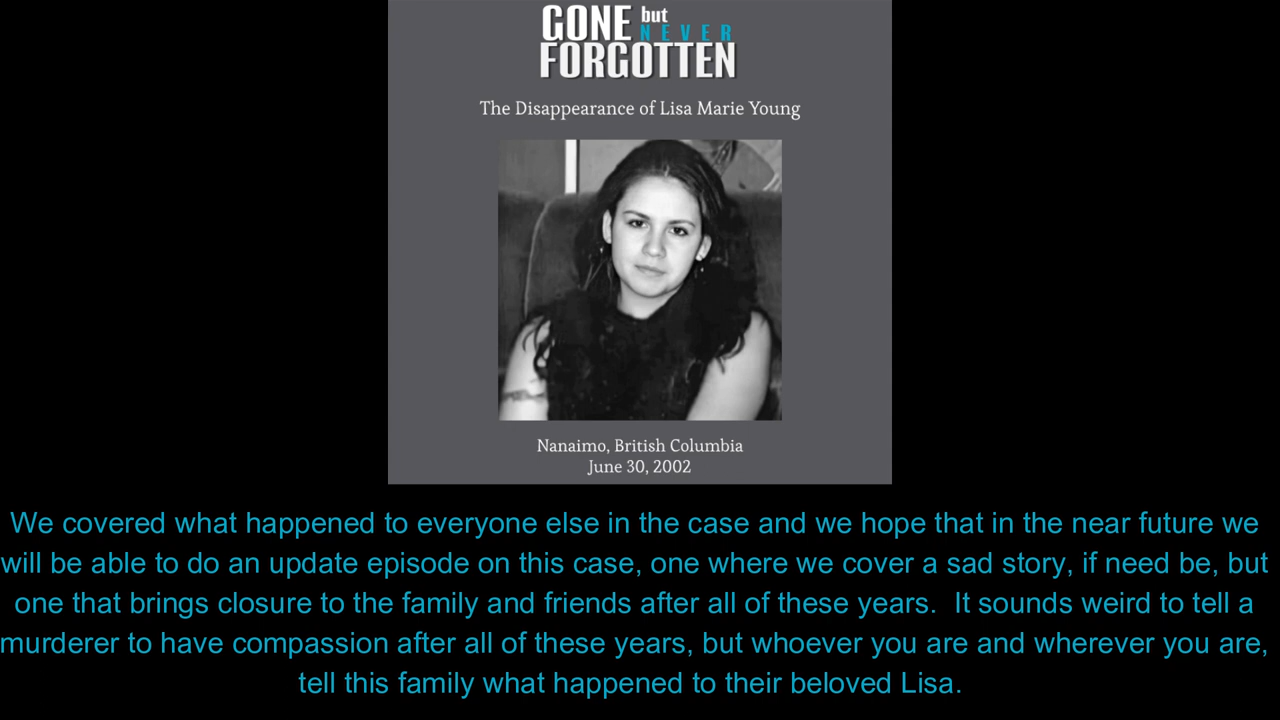 GONE but
NEVER
FORGOTTEN
The Disappearance of Lisa Marie Young
Nanaimo, British Columbia
June 30, 2002
We covered what happened to everyone else in the case and we hope that in the near future we
will be able to do an update episode on this case, one where we cover a sad story, if need be, but
one that brings closure to the family and friends after all of these years.  It sounds weird to tell a
murderer to have compassion after all of these years, but whoever you are and wherever you are,
tell this family what happened to their beloved Lisa.